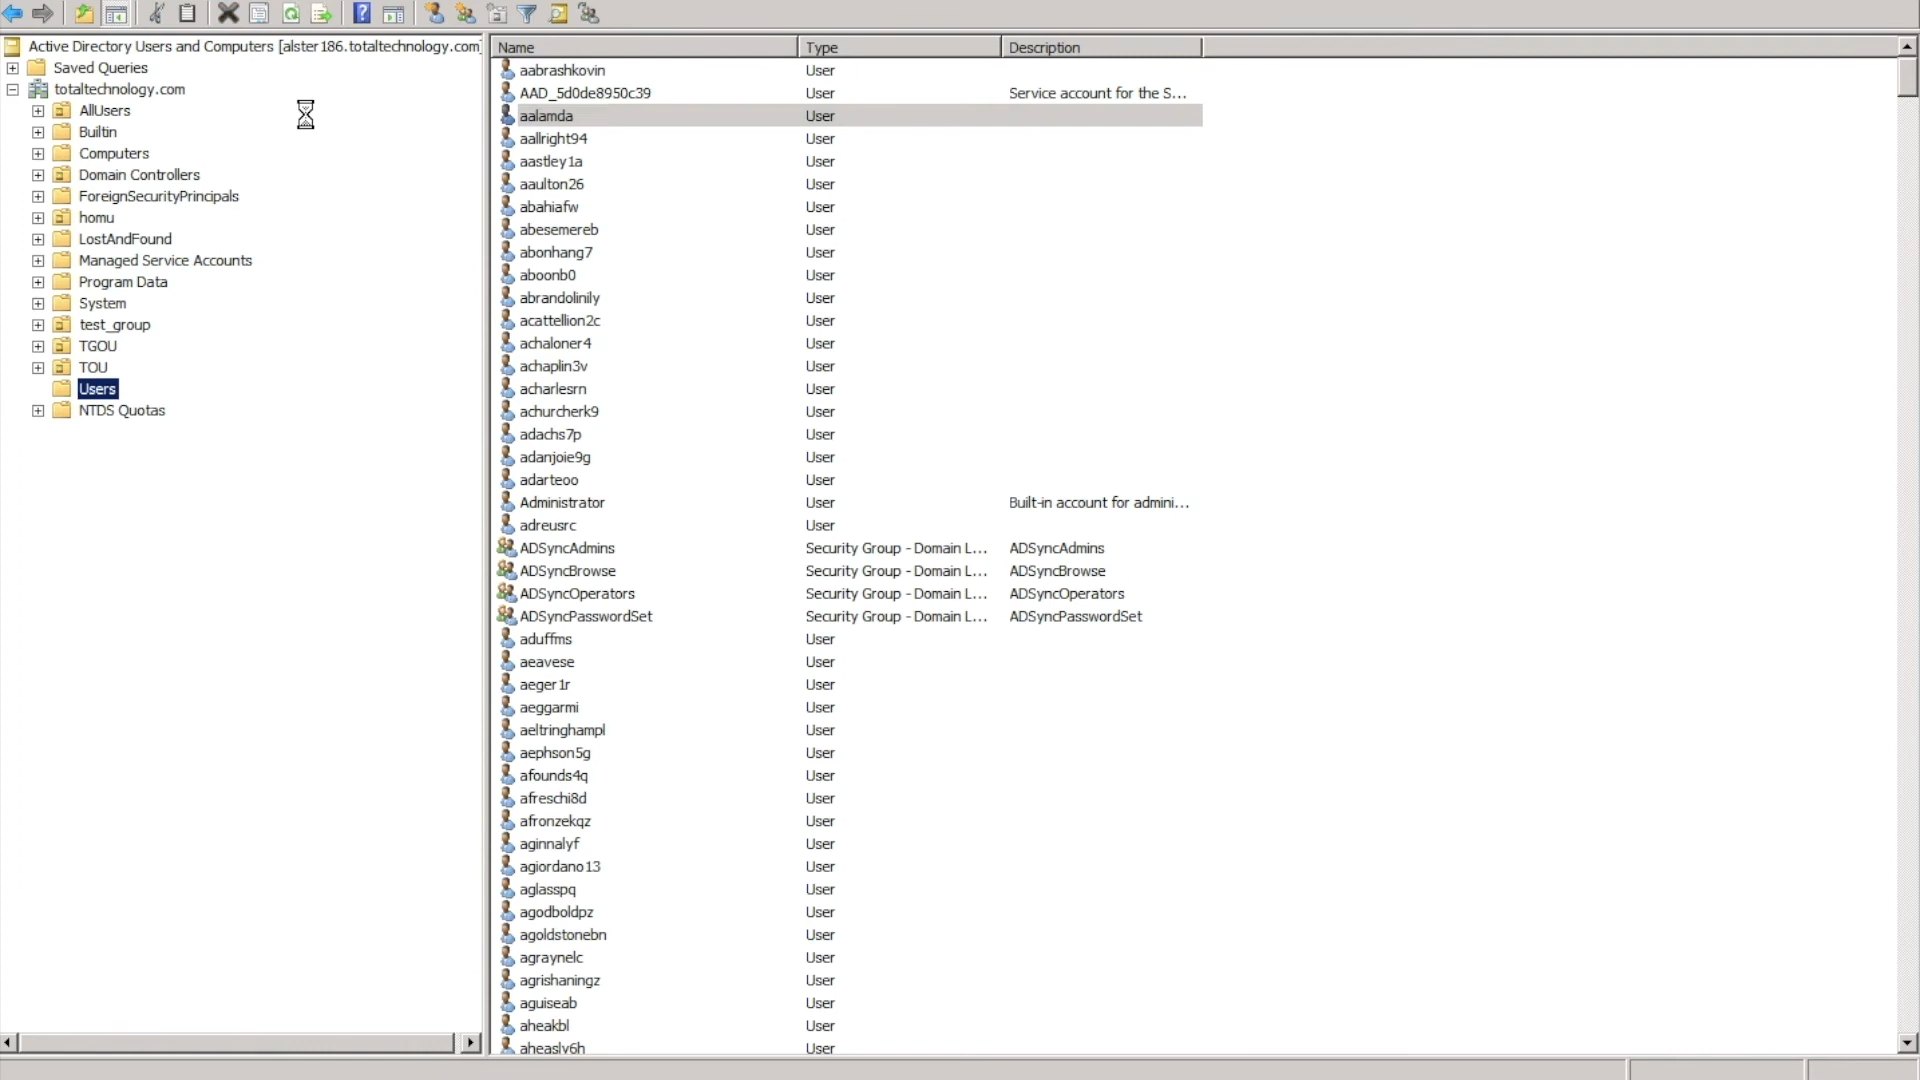 Active Directory Users and Computers [alster186.totaltechnology.com]
Saved Queries
totaltechnology.com
AllUsers
Builtin
Computers
Domain Controllers
ForeignSecurityPrincipals
homu
LostAndFound
Managed Service Accounts
Program Data
System
test_group
TGOU
TOU
Users
NTDS Quotas
Name Type Description
aabrashkovin User
AAD_5d0de8950c39 User Service account for the S...
aalamda User
aallright94 User
aastley1a User
aaulton26 User
abahiafw User
abesemereb User
abonhang7 User
aboonb0 User
abrandolinily User
acattellion2c User
achaloner4 User
achaplin3v User
acharlesrn User
achurcherk9 User
adachs7p User
adanjoie9g User
adarteoo User
Administrator User Built-in account for admini...
adreusrc User
ADSyncAdmins Security Group - Domain L... ADSyncAdmins
ADSyncBrowse Security Group - Domain L... ADSyncBrowse
ADSyncOperators Security Group - Domain L... ADSyncOperators
ADSyncPasswordSet Security Group - Domain L... ADSyncPasswordSet
aduffms User
aeavese User
aeger1r User
aeggarmi User
aeltringhampl User
aephson5g User
afounds4q User
afreschi8d User
afronzekqz User
aginnalyf User
agiordano13 User
aglasspq User
agodboldpz User
agoldstonebn User
agraynelc User
agrishaningz User
aguiseab User
aheakbl User
aheasly6h User